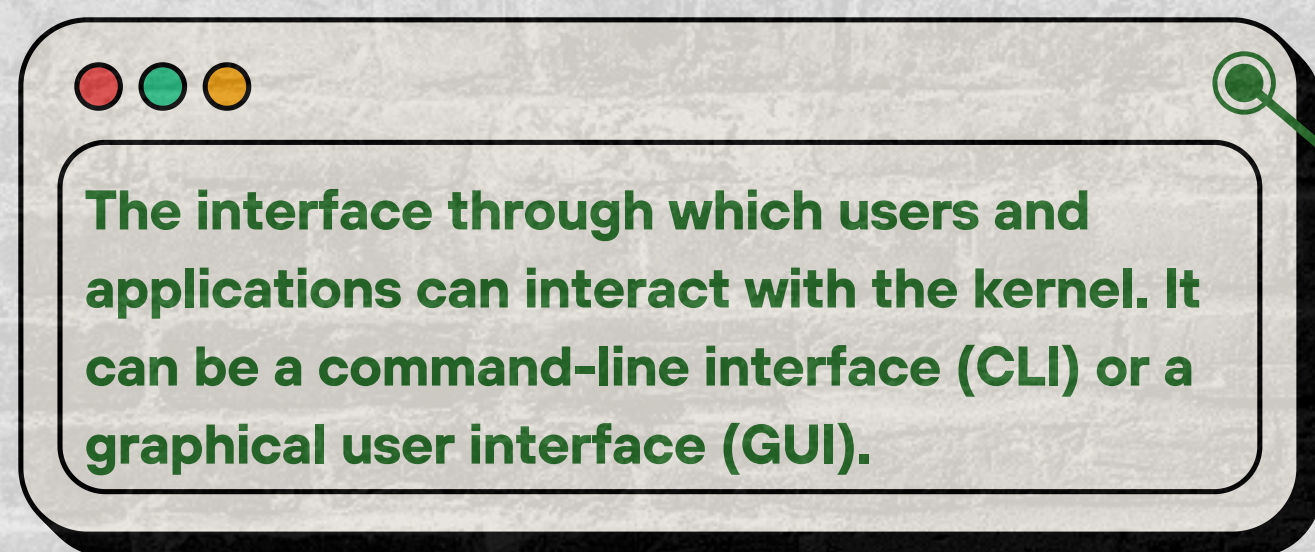 The interface through which users and
applications can interact with the kernel. It
can be a command-line interface (CLI) or a
graphical user interface (GUI).